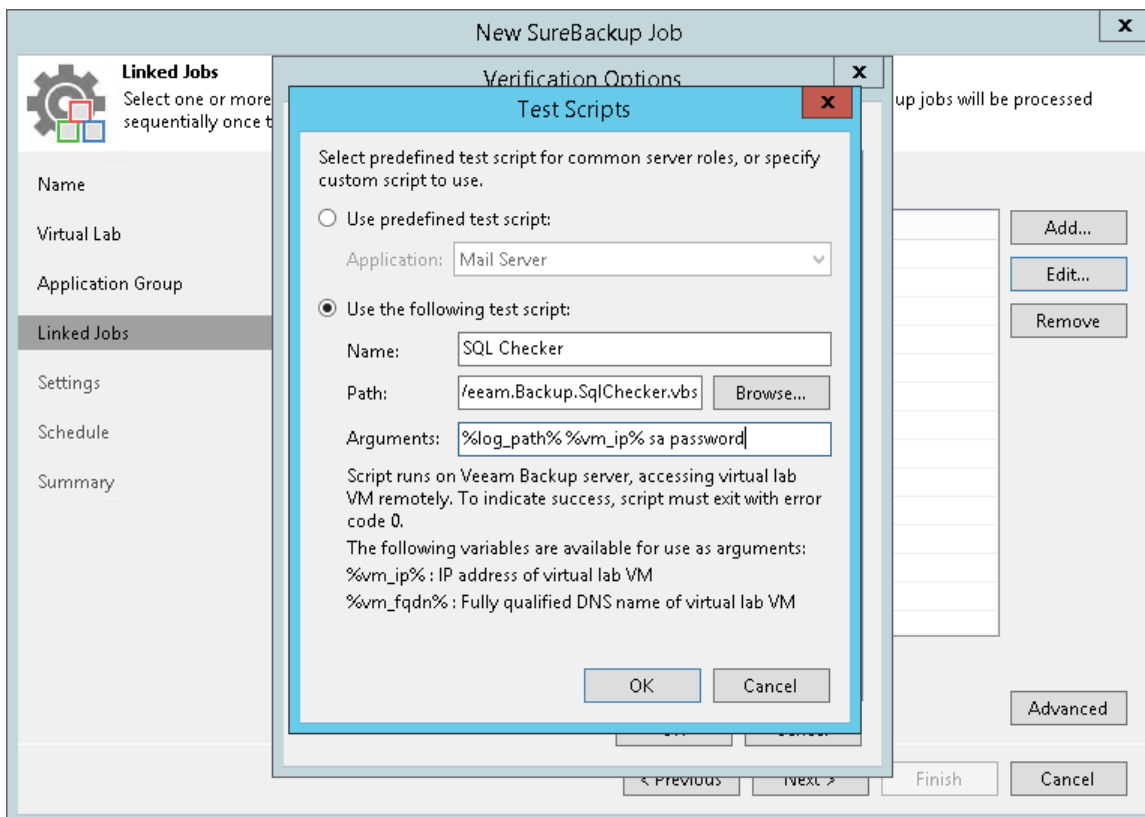 New SureBackup Job
x
Linked Jobs
Select one or more
sequentially once t
up jobs will be processed
Verification Options
x
Test Scripts
x
Name
Virtual Lab
Application Group
Linked Jobs
Settings
Schedule
Summary
Select predefined test script for common server roles, or specify
custom script to use.
Use predefined test script:
Application: Mail Server
Use the following test script:
Name: SQL Checker
Path: /eeam.Backup.SqlChecker.vbs Browse...
Arguments: %log_path% %vm_ip% sa password
Script runs on Veeam Backup server, accessing virtual lab
VM remotely. To indicate success, script must exit with error
code 0.
The following variables are available for use as arguments:
%vm_ip% : IP address of virtual lab VM
%vm_fqdn% : Fully qualified DNS name of virtual lab VM
OK Cancel
Add...
Edit...
Remove
Advanced
< Previous Next > Finish Cancel